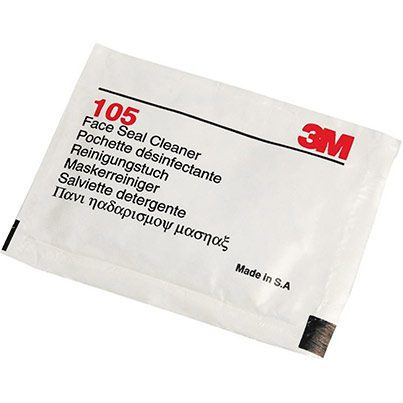 105
3M
Face Seal Cleaner
Pochette désinfectante
Reinigungstuch
Maskerreiniger
Salviette detergente
Πανι ηαδαρισμοψ μασηαξ
Made In S.A